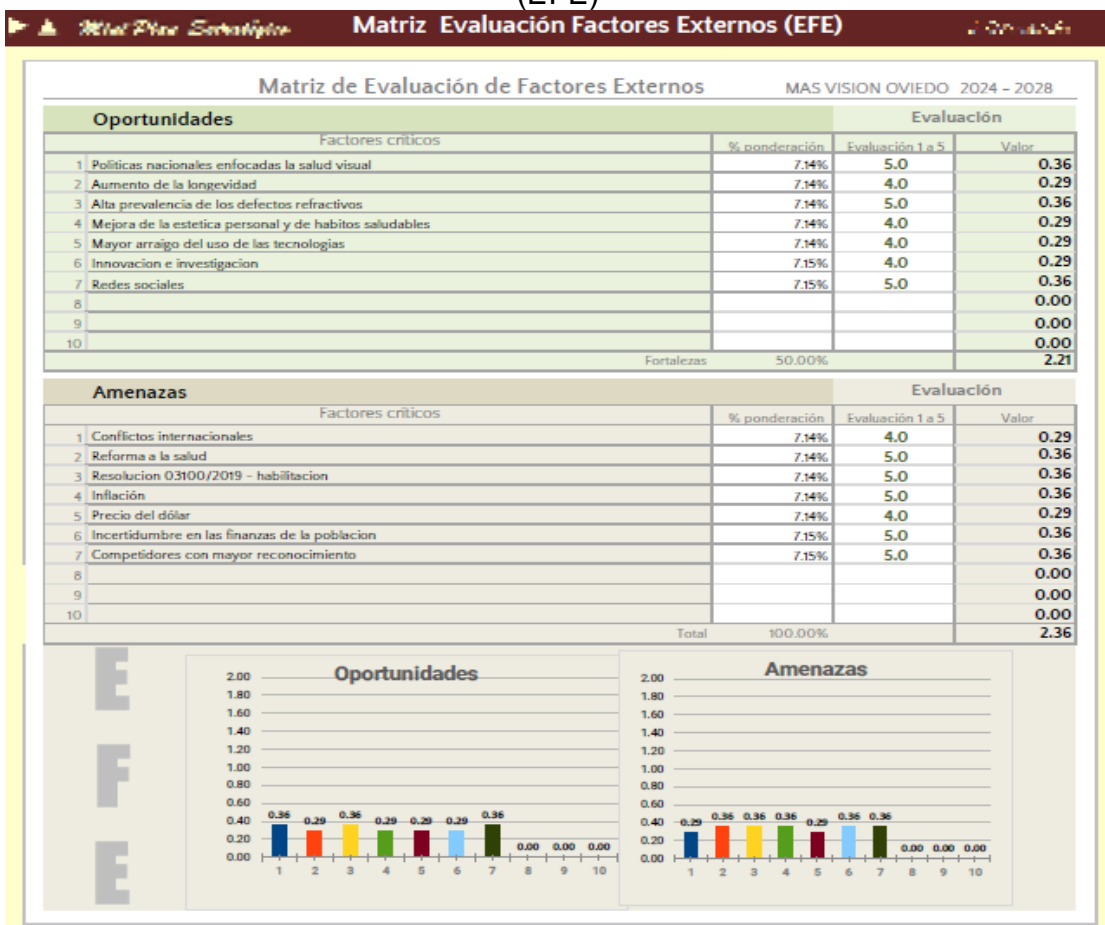 (EFE)
Matriz Evaluación Factores Externos (EFE)
Matriz de Evaluación de Factores Externos MAS VISION OVIEDO 2024 - 2028
Oportunidades Evaluación
Factores críticos % ponderación Evaluación 1 a 5 Valor
1 Politicas nacionales enfocadas la salud visual 7.14% 5.0 0.36
2 Aumento de la longevidad 7.14% 4.0 0.29
3 Alta prevalencia de los defectos refractivos 7.14% 5.0 0.36
4 Mejora de la estetica personal y de habitos saludables 7.14% 4.0 0.29
5 Mayor arraigo del uso de las tecnologias 7.14% 4.0 0.29
6 Innovacion e investigacion 7.15% 4.0 0.29
7 Redes sociales 7.15% 5.0 0.36
8 0.00
9 0.00
10 0.00
Fortalezas 50.00% 2.21
Amenazas Evaluación
Factores críticos % ponderación Evaluación 1 a 5 Valor
1 Conflictos internacionales 7.14% 4.0 0.29
2 Reforma a la salud 7.14% 5.0 0.36
3 Resolucion 03100/2019 - habilitacion 7.14% 5.0 0.36
4 Inflación 7.14% 5.0 0.36
5 Precio del dólar 7.14% 4.0 0.29
6 Incertidumbre en las finanzas de la poblacion 7.15% 5.0 0.36
7 Competidores con mayor reconocimiento 7.15% 5.0 0.36
8 0.00
9 0.00
10 0.00
Total 100.00% 2.36
E
F
E
Oportunidades
2.00
1.80
1.60
1.40
1.20
1.00
0.80
0.60
0.40
0.20
0.00
0.36 0.29 0.36 0.29 0.29 0.29 0.36 0.00 0.00 0.00
1 2 3 4 5 6 7 8 9 10
Amenazas
2.00
1.80
1.60
1.40
1.20
1.00
0.80
0.60
0.40
0.20
0.00
0.29 0.36 0.36 0.36 0.29 0.36 0.36 0.00 0.00 0.00
1 2 3 4 5 6 7 8 9 10